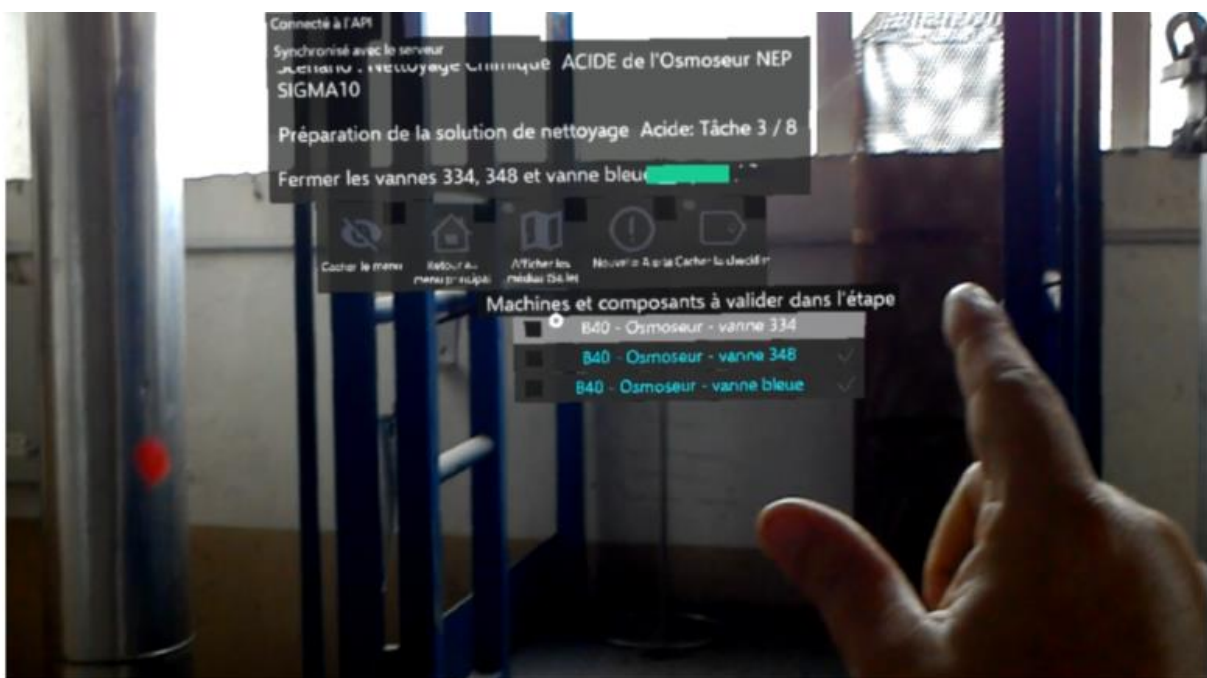 Connecté à l'API
Synchronisé avec le serveur
Scénario : Nettoyage Chimique ACIDE de l'Osmoseur NEP
SIGMA10
Préparation de la solution de nettoyage Acide: Tâche 3 / 8
Fermer les vannes 334, 348 et vanne bleue
Cacher le menu
Retour au menu principal
Afficher les médias
Nouvelle Alerte
Cacher la checklist
Machines et composants à valider dans l'étape
B40 - Osmoseur - vanne 334
B40 - Osmoseur - vanne 348
B40 - Osmoseur - vanne bleue